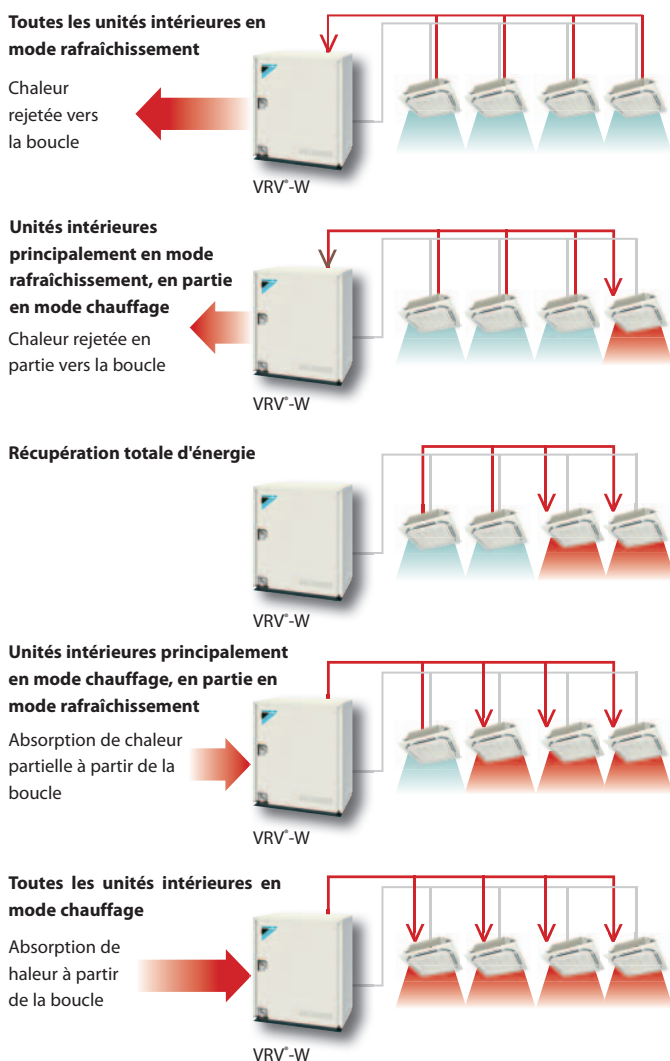 Toutes les unités intérieures en
mode rafraîchissement
Chaleur
rejetée vers
la boucle
VRV®-W
Unités intérieures
principalement en mode
rafraîchissement, en partie
en mode chauffage
Chaleur rejetée en
partie vers la boucle
VRV®-W
Récupération totale d'énergie
VRV®-W
Unités intérieures principalement
en mode chauffage, en partie en
mode rafraîchissement
Absorption de chaleur
partielle à partir de la
boucle
VRV®-W
Toutes les unités intérieures en
mode chauffage
Absorption de
haleur à partir
de la boucle
VRV®-W